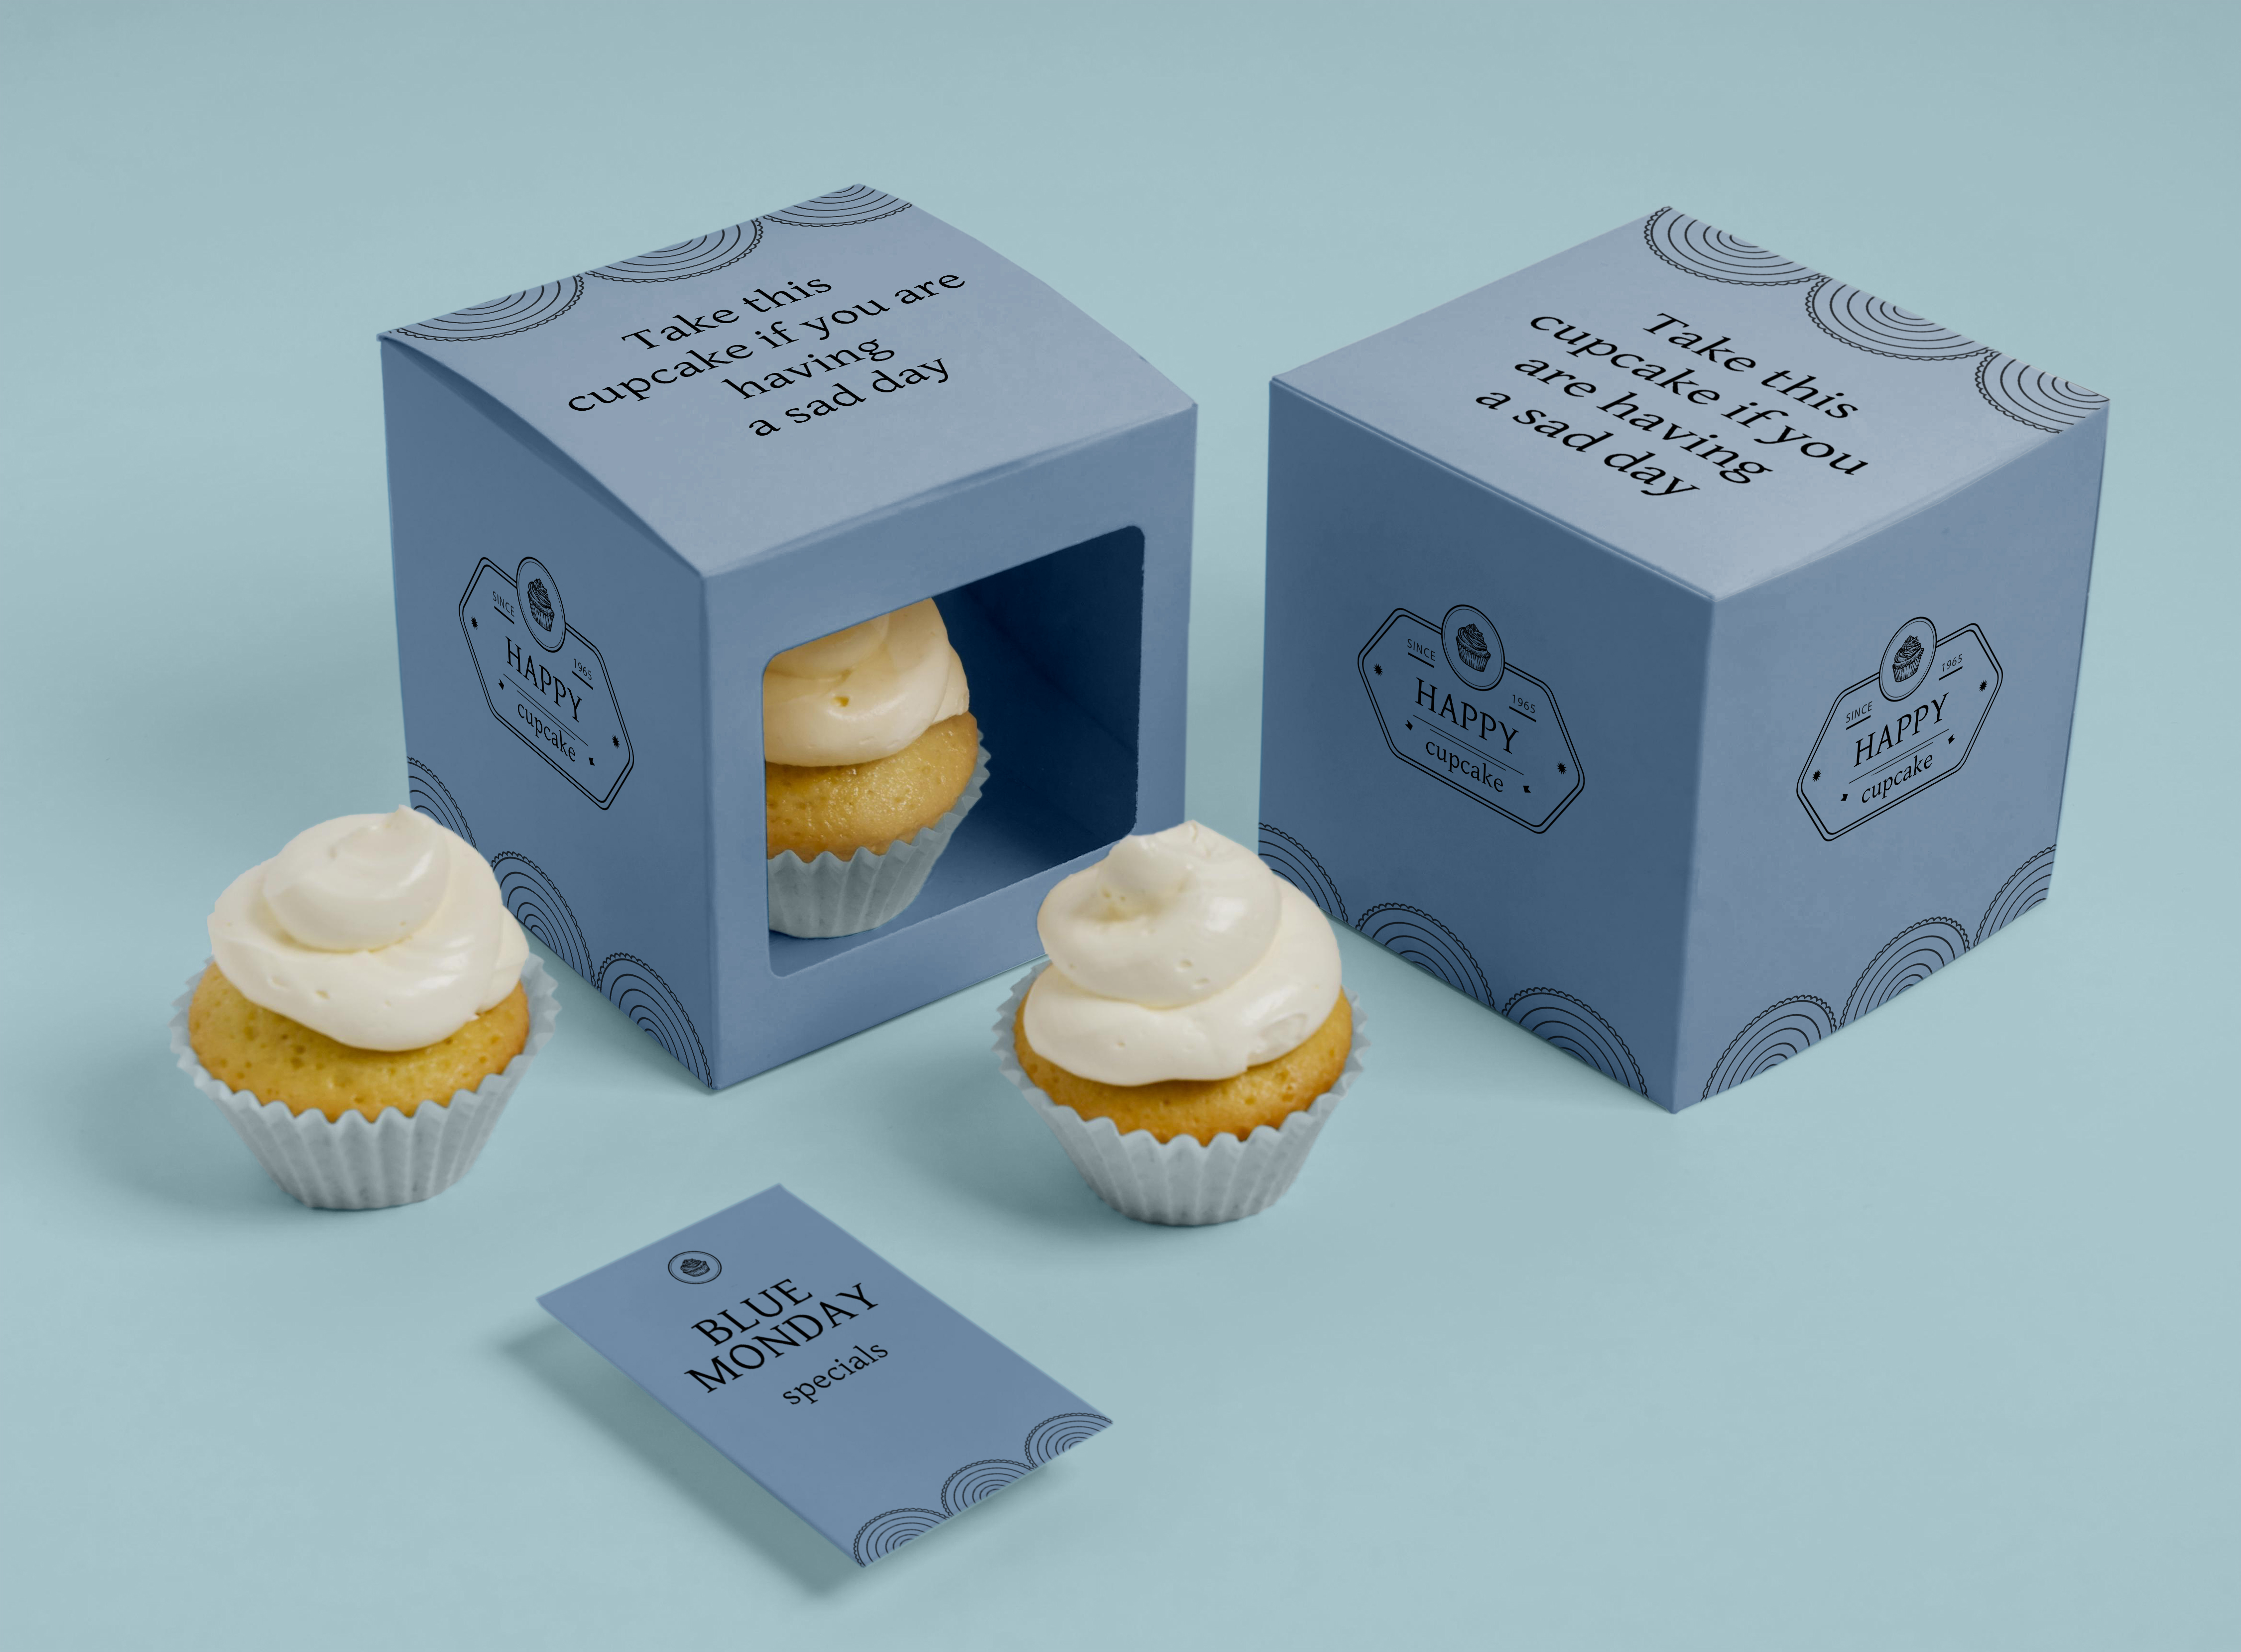 Take this
cupcake if you are
having
a sad day
SINCE
1965
HAPPY
cupcake
Take this
cupcake if you
are having
a sad day
SINCE
1965
HAPPY
cupcake
SINCE
1965
HAPPY
cupcake
BLUE
MONDAY
specials